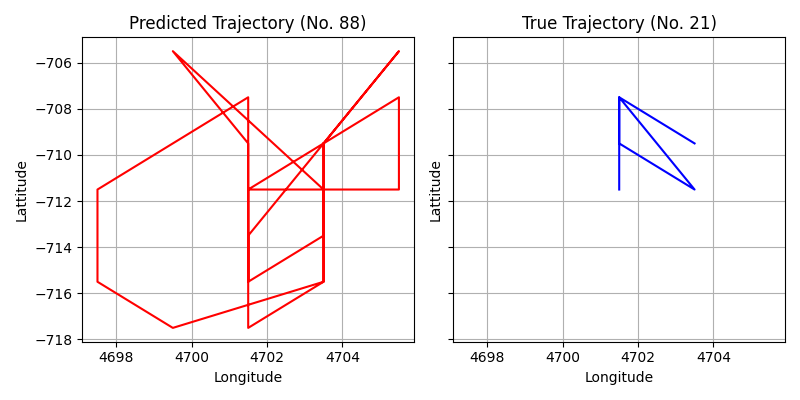 Predicted Trajectory (No. 88)
True Trajectory (No. 21)
−706
−708
−710
−712
−714
−716
−718
Lattitude
Lattitude
4698 4700 4702 4704
4698 4700 4702 4704
Longitude
Longitude